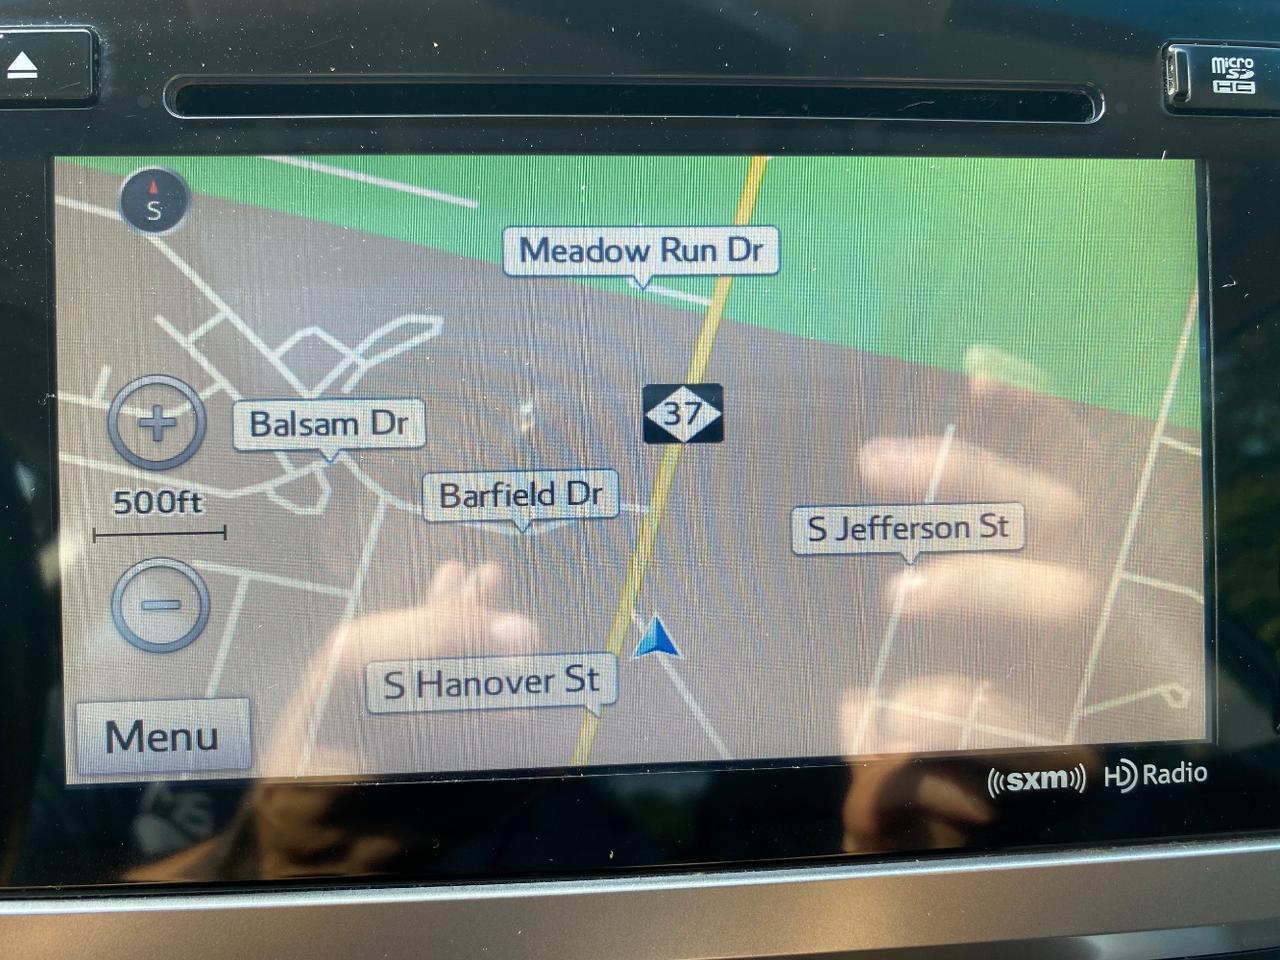 micro
SD
HC
S
Meadow Run Dr
37
Balsam Dr
Barfield Dr
500ft
S Jefferson St
S Hanover St
Menu
((sxm)) HD Radio